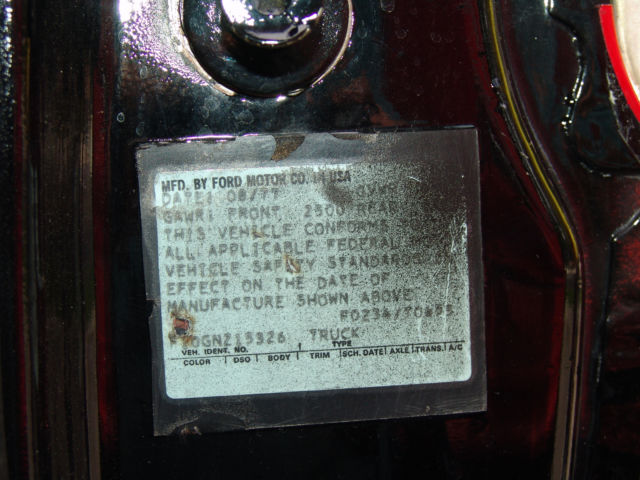 MFD. BY FORD MOTOR CO. IN USA
DATE: 08/77
GAWR: FRONT 2500 REAR
THIS VEHICLE CONFORMS
ALL APPLICABLE FEDERAL
VEHICLE SAFETY STANDARDS
EFFECT ON THE DATE OF
MANUFACTURE SHOWN ABOVE
TRUCK
VEH. IDENT. NO. TYPE
COLOR DSO BODY TRIM SCH. DATE AXLE TRANS. A/C